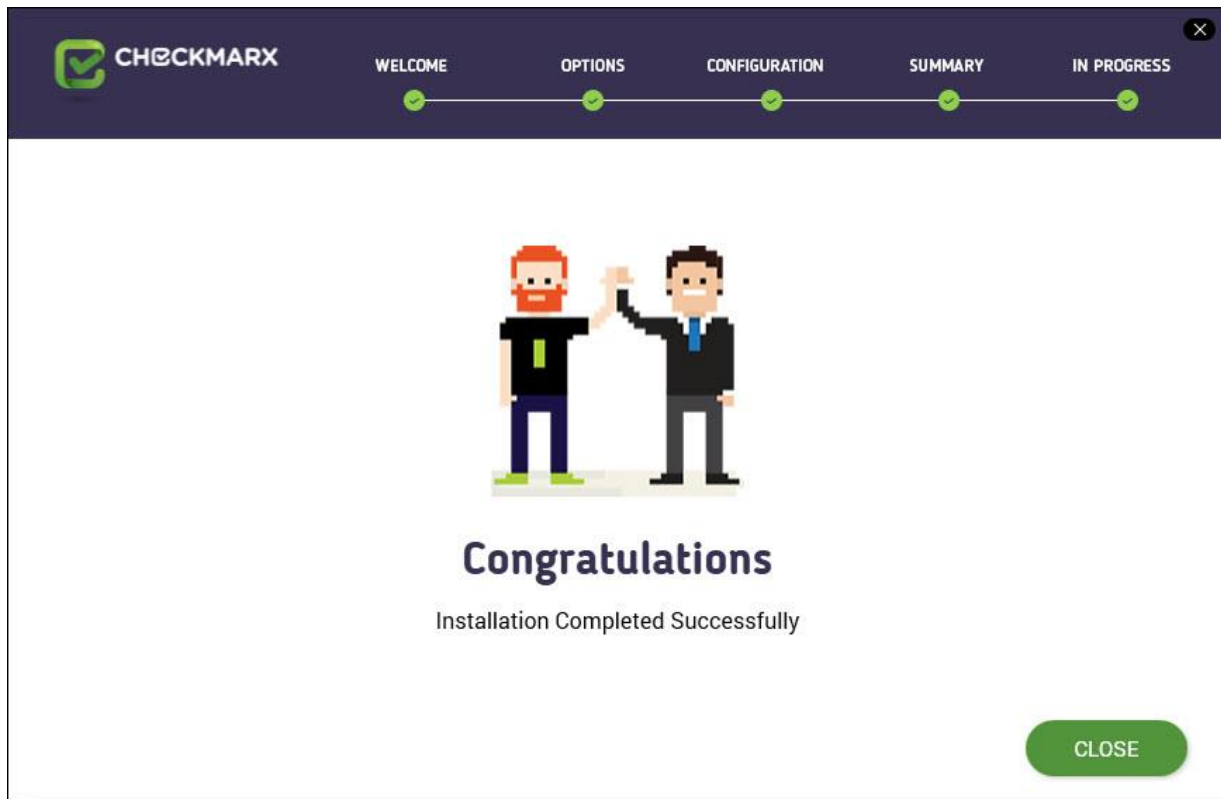 CHECKMARX
WELCOME
OPTIONS
CONFIGURATION
SUMMARY
IN PROGRESS
Congratulations
Installation Completed Successfully
CLOSE